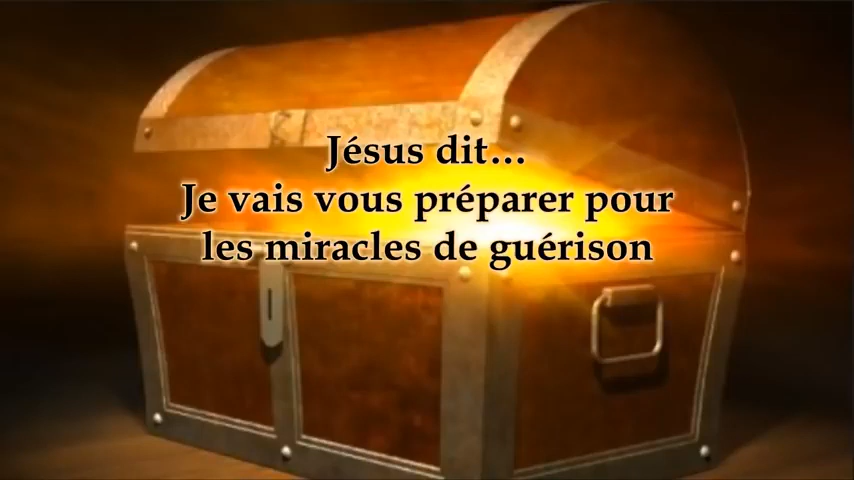 Jésus dit...
Je vais vous préparer pour
les miracles de guérison